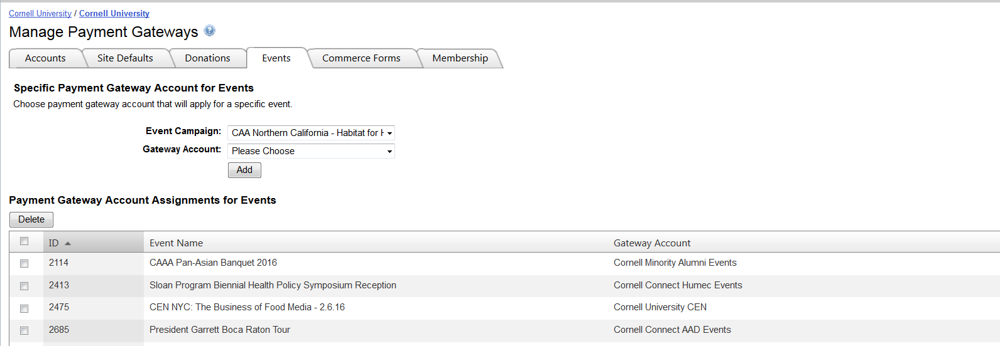 Cornell University / Cornell University
Manage Payment Gateways ?
Accounts Site Defaults Donations Events Commerce Forms Membership
Specific Payment Gateway Account for Events
Choose payment gateway account that will apply for a specific event.
Event Campaign: CAA Northern California - Habitat for H
Gateway Account: Please Choose
Add
Payment Gateway Account Assignments for Events
Delete
ID Event Name Gateway Account
2114 CAAA Pan-Asian Banquet 2016 Cornell Minority Alumni Events
2413 Sloan Program Biennial Health Policy Symposium Reception Cornell Connect Humec Events
2475 CEN NYC: The Business of Food Media - 2.6.16 Cornell University CEN
2685 President Garrett Boca Raton Tour Cornell Connect AAD Events